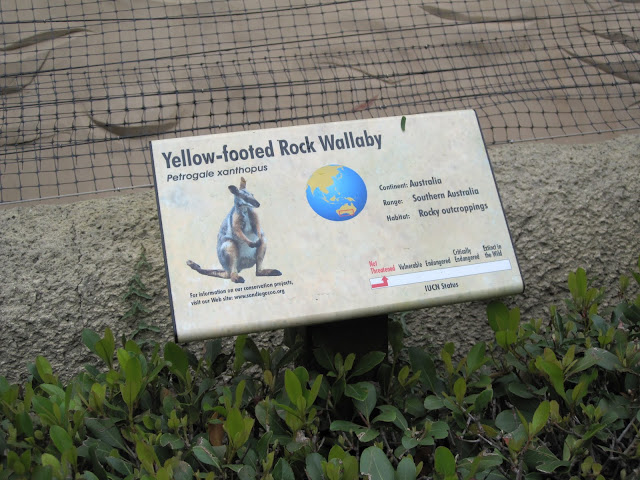 Yellow-footed Rock Wallaby
Petrogale xanthopus
Continent: Australia
Range: Southern Australia
Habitat: Rocky outcroppings
Not Threatened Vulnerable Endangered Critically Endangered Extinct in the Wild
IUCN Status
For information on our conservation projects,
visit our Web site: www.sandiegozoo.org